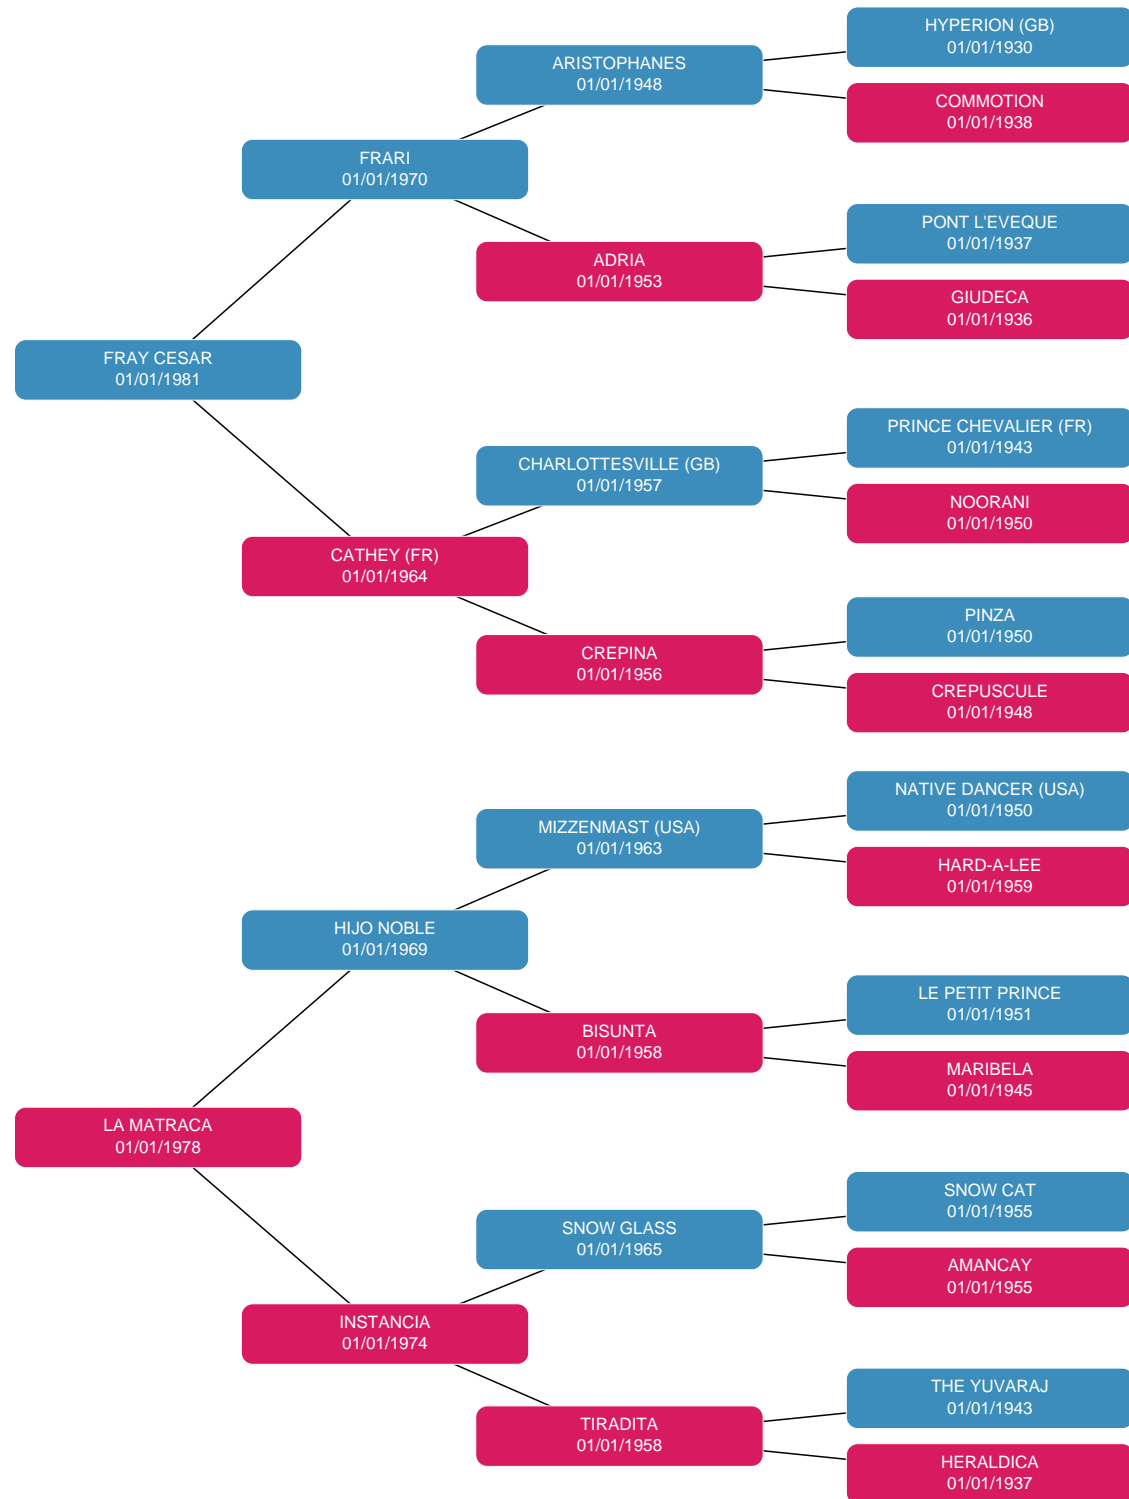 HYPERION (GB)
01/01/1930
ARISTOPHANES
01/01/1948
COMMOTION
01/01/1938
FRARI
01/01/1970
PONT L'EVEQUE
01/01/1937
ADRIA
01/01/1953
GIUDECA
01/01/1936
FRAY CESAR
01/01/1981
PRINCE CHEVALIER (FR)
01/01/1943
CHARLOTTESVILLE (GB)
01/01/1957
NOORANI
01/01/1950
CATHEY (FR)
01/01/1964
PINZA
01/01/1950
CREPINA
01/01/1956
CREPUSCULE
01/01/1948
NATIVE DANCER (USA)
01/01/1950
MIZZENMAST (USA)
01/01/1963
HARD-A-LEE
01/01/1959
HIJO NOBLE
01/01/1969
LE PETIT PRINCE
01/01/1951
BISUNTA
01/01/1958
MARIBELA
01/01/1945
LA MATRACA
01/01/1978
SNOW CAT
01/01/1955
SNOW GLASS
01/01/1965
AMANCAY
01/01/1955
INSTANCIA
01/01/1974
THE YUVARAJ
01/01/1943
TIRADITA
01/01/1958
HERALDICA
01/01/1937